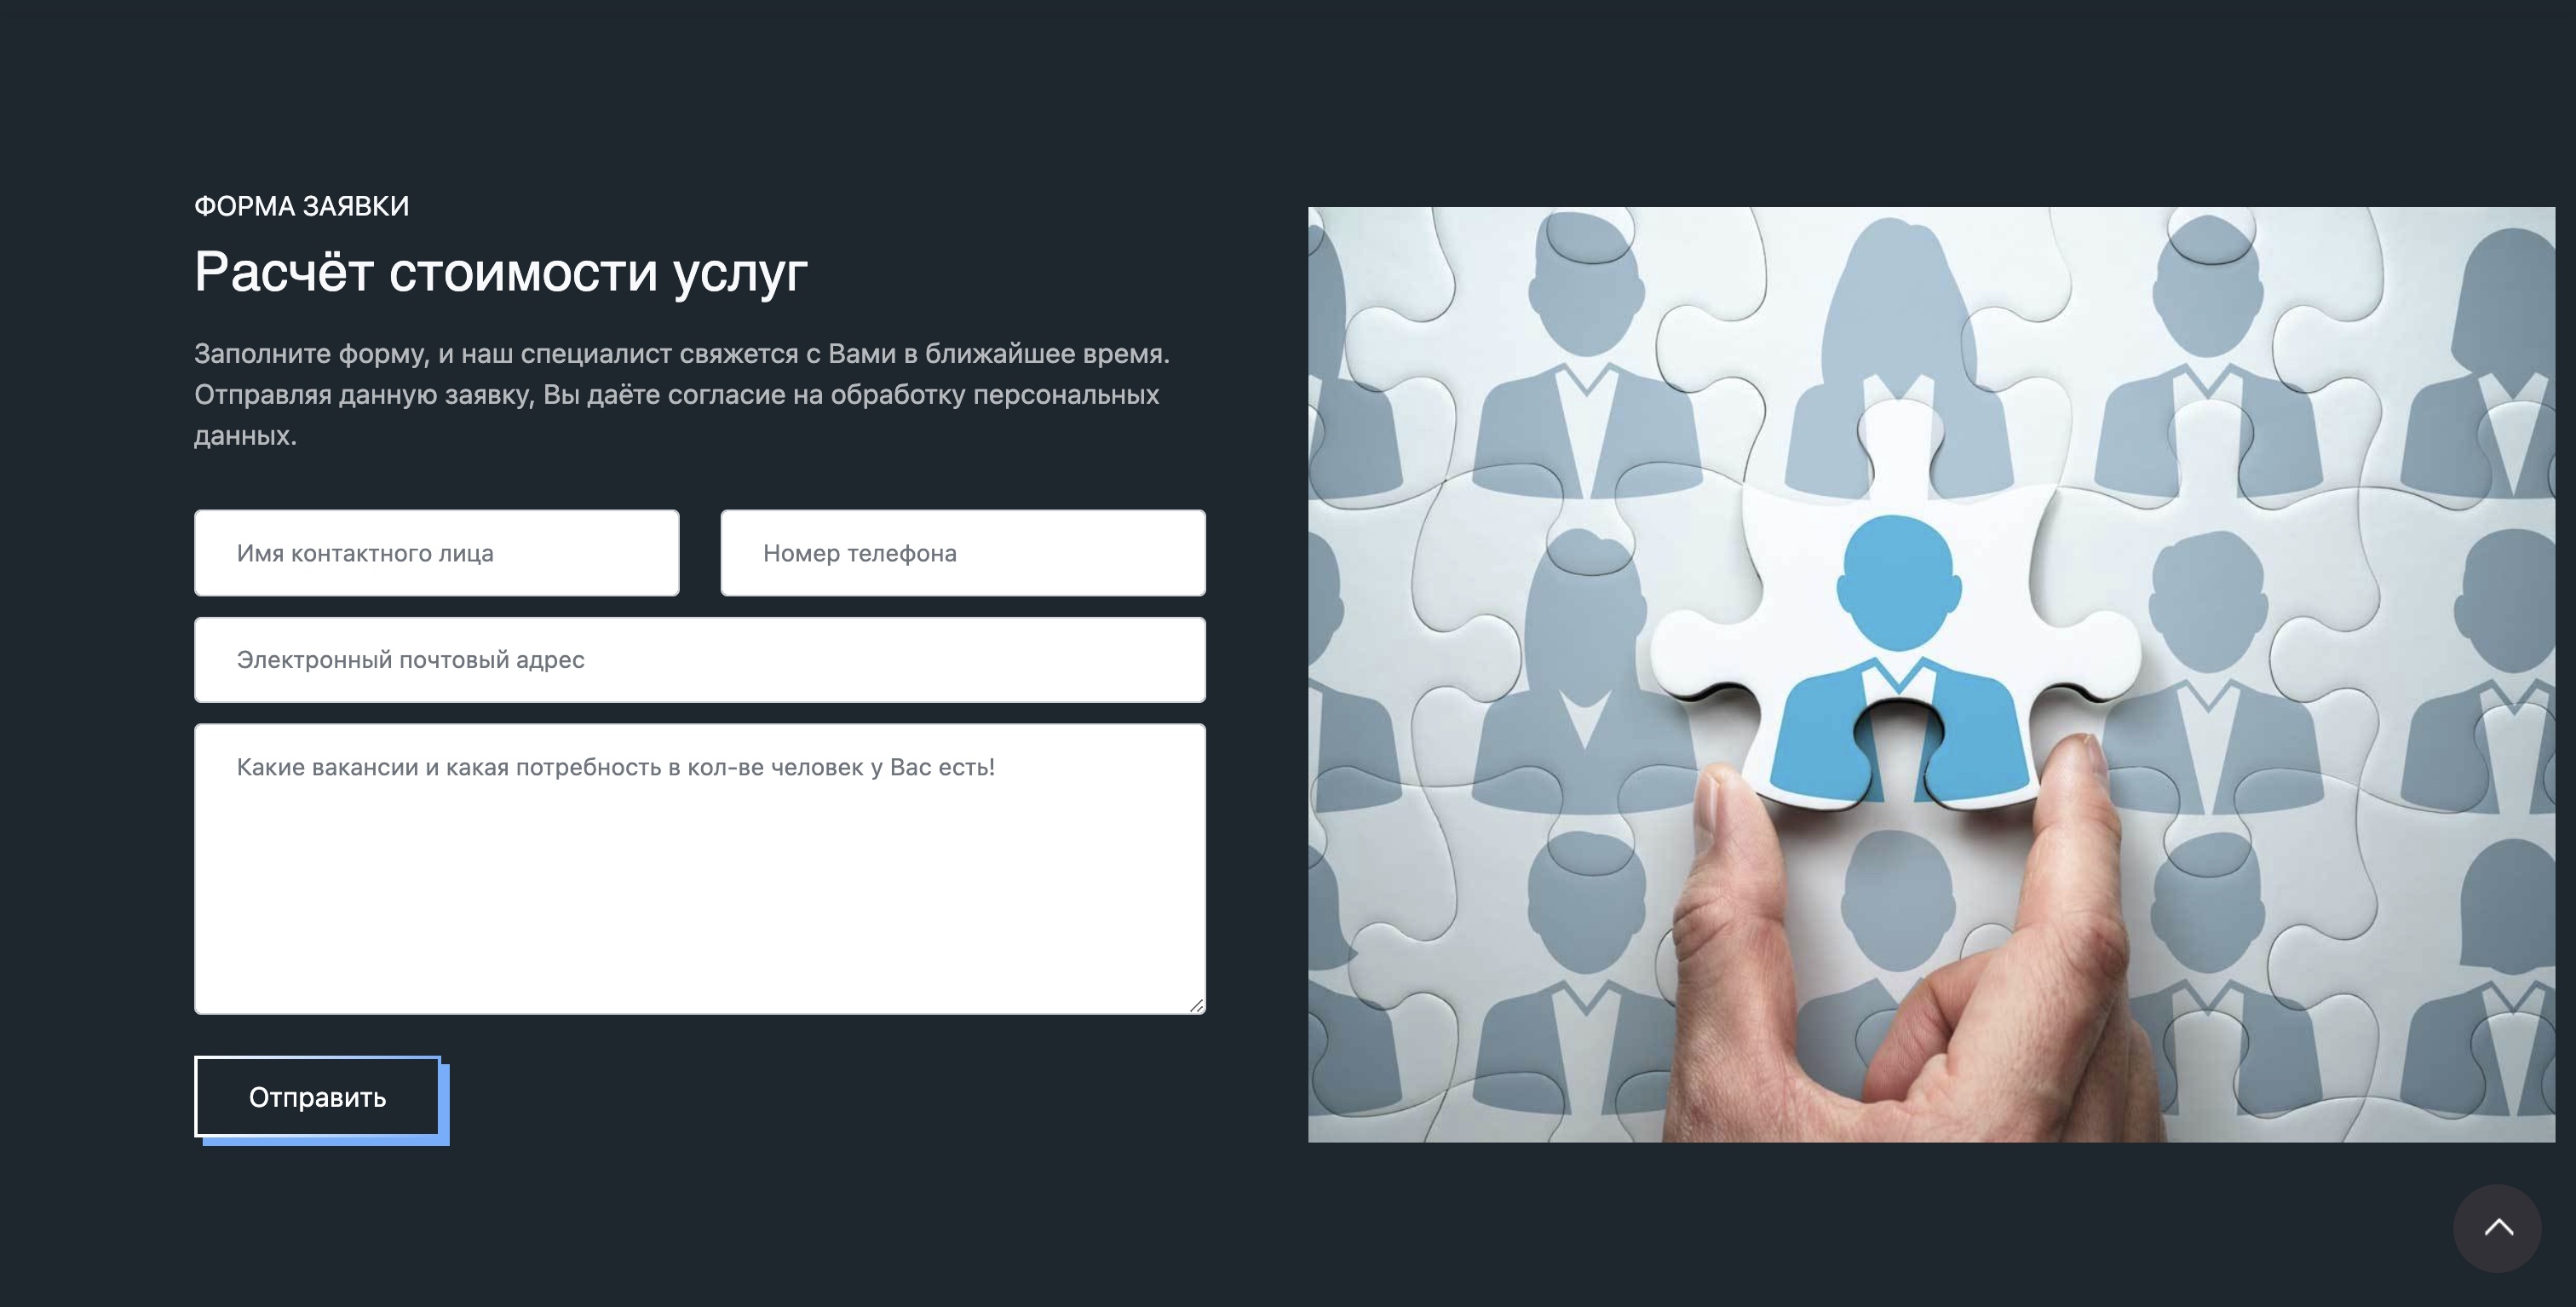 ФОРМА ЗАЯВКИ
Расчёт стоимости услуг
Заполните форму, и наш специалист свяжется с Вами в ближайшее время.
Отправляя данную заявку, Вы даёте согласие на обработку персональных
данных.
Имя контактного лица
Номер телефона
Электронный почтовый адрес
Какие вакансии и какая потребность в кол-ве человек у Вас есть!
Отправить